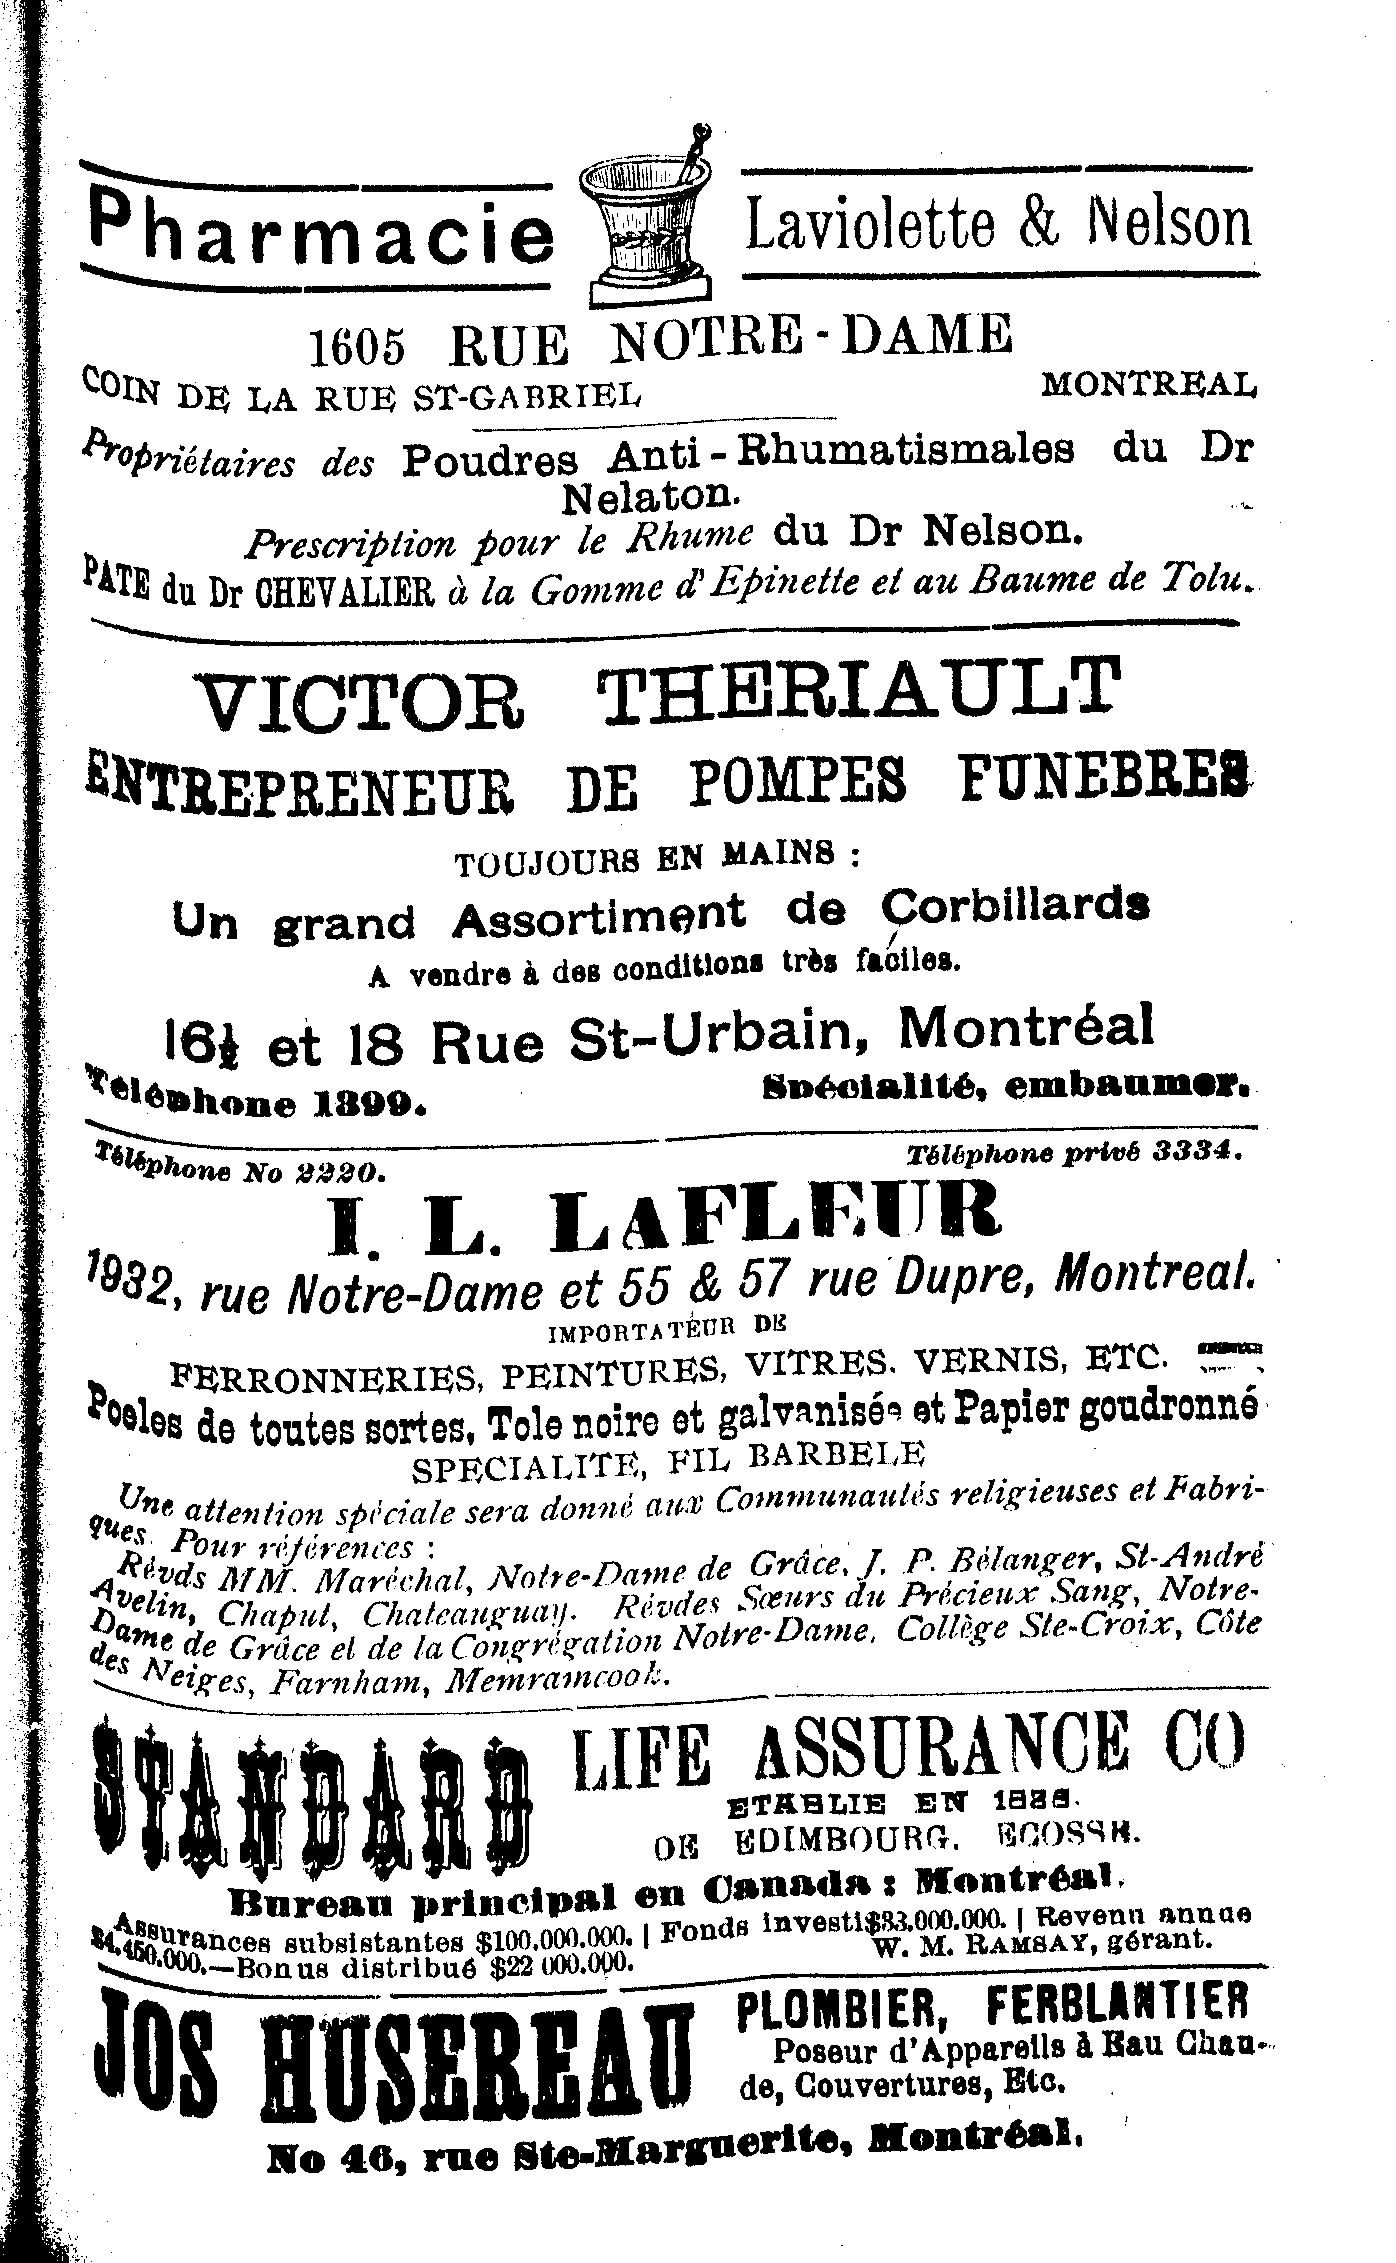 Pharmacie Laviolette & Nelson
1605 RUE NOTRE-DAME
COIN DE LA RUE ST-GABRIEL MONTREAL
Propriétaires des Poudres Anti-Rhumatismales du Dr
Nelaton.
Prescription pour le Rhume du Dr Nelson.
PATE du Dr CHEVALIER à la Gomme d'Epinette et au Baume de Tolu.
VICTOR THERIAULT
ENTREPRENEUR DE POMPES FUNEBRES
TOUJOURS EN MAINS :
Un grand Assortiment de Corbillards
A vendre à des conditions très faciles.
16½ et 18 Rue St-Urbain, Montréal
Téléphone 1399. Spécialité, embaumer.
Téléphone No 2220. Téléphone privé 3334.
I. L. LAFLEUR
1932, rue Notre-Dame et 55 & 57 rue Dupre, Montreal.
IMPORTATEUR DE
FERRONNERIES, PEINTURES, VITRES, VERNIS, ETC.
Poeles de toutes sortes, Tole noire et galvanisée et Papier goudronné
SPECIALITE, FIL BARBELE
Une attention spéciale sera donné aux Communautés religieuses et Fabri-
ques. Pour références :
Révds MM. Maréchal, Notre-Dame de Grâce, J. P. Bélanger, St-André
Avelin, Chaput, Chateauguay. Révdes Sœurs du Précieux Sang, Notre-
Dame de Grâce et de la Congrégation Notre-Dame, Collège Ste-Croix, Côte
des Neiges, Farnham, Memramcook.
STANDARD LIFE ASSURANCE CO
ETABLIE EN
DE EDIMBOURG, ECOSSE.
Bureau principal en Canada : Montréal.
Assurances subsistantes $100.000.000. | Fonds investi $33.000.000. | Revenu annue
$4.450.000.—Bonus distribué $22 000.000. W. M. RAMSAY, gérant.
JOS HUSEREAU PLOMBIER, FERBLANTIER
Poseur d'Appareils à Eau Chau-
de, Couvertures, Etc.
No 46, rue Ste-Marguerite, Montréal.